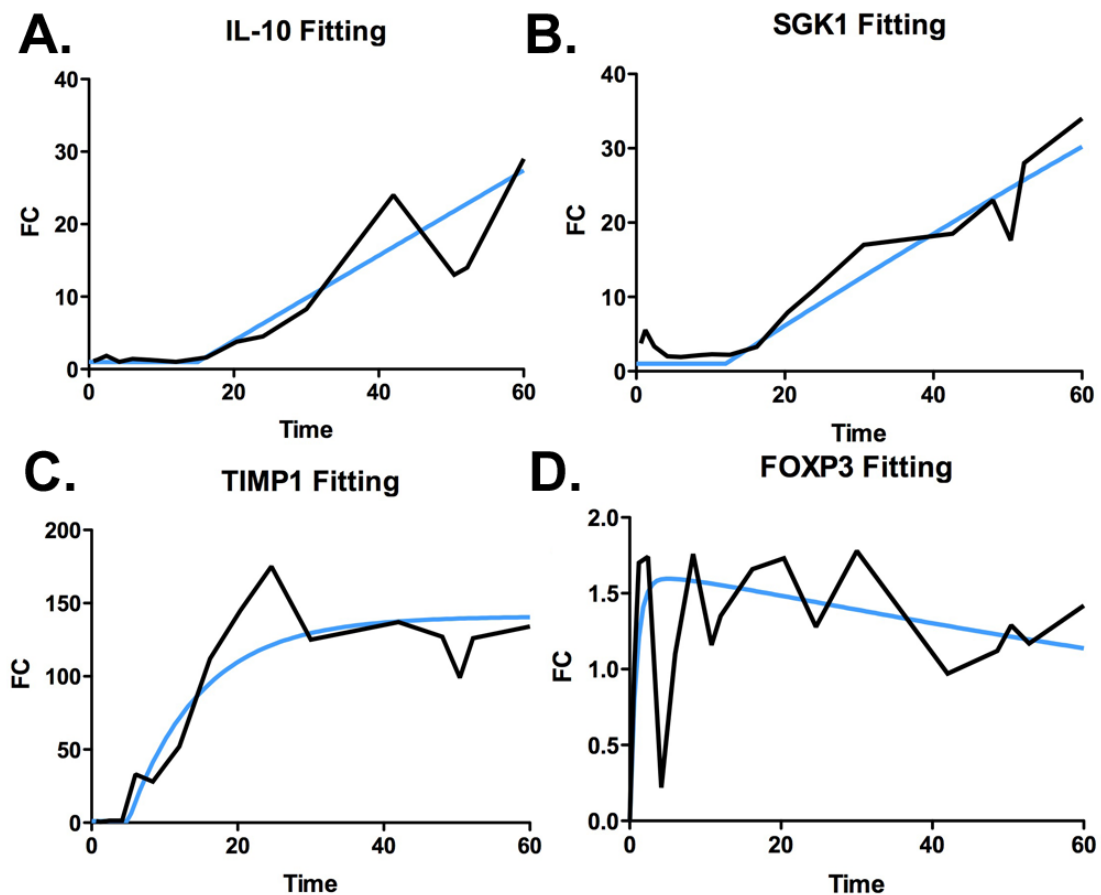 A.
IL-10 Fitting
40
30
20
10
0
FC
0 20 40 60
Time
B.
SGK1 Fitting
40
30
20
10
0
FC
0 20 40 60
Time
C.
TIMP1 Fitting
200
150
100
50
0
FC
0 20 40 60
Time
D.
FOXP3 Fitting
2.0
1.5
1.0
0.5
0.0
FC
0 20 40 60
Time